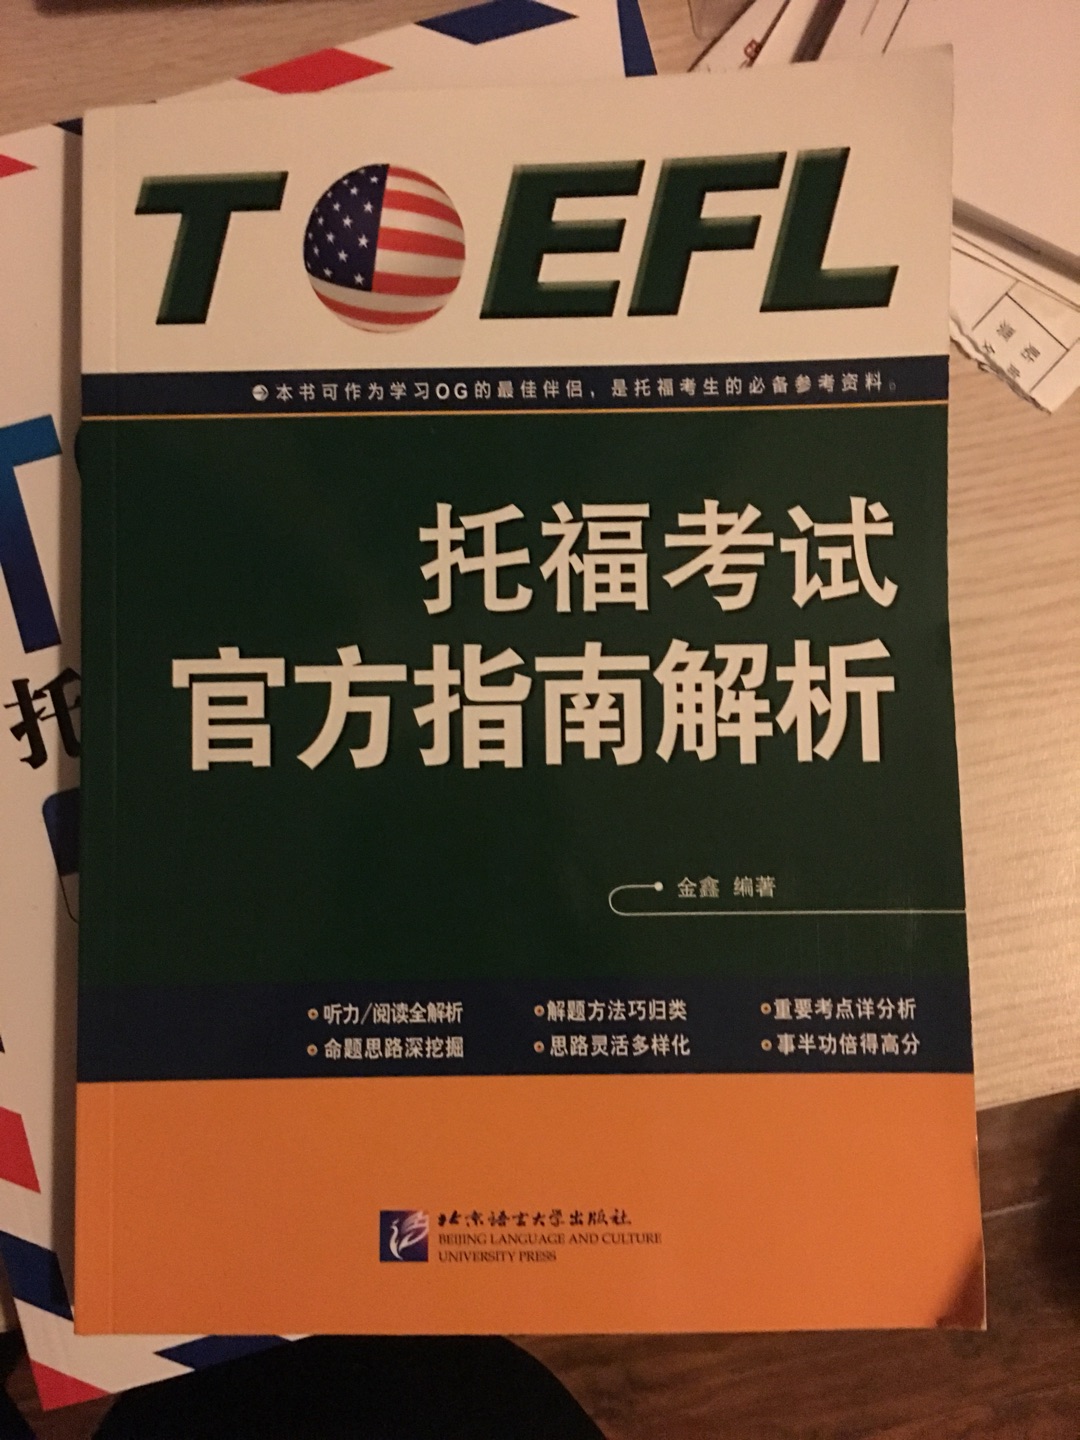 TOEFL
本书可作为学习OG的最佳伴侣，是托福考生的必备参考资料。
托福考试
官方指南解析
金鑫 编著
听力/阅读全解析
解题方法巧归类
重要考点详分析
命题思路深挖掘
思路灵活多样化
事半功倍得高分
北京语言大学出版社
BEIJING LANGUAGE AND CULTURE
UNIVERSITY PRESS
T
托